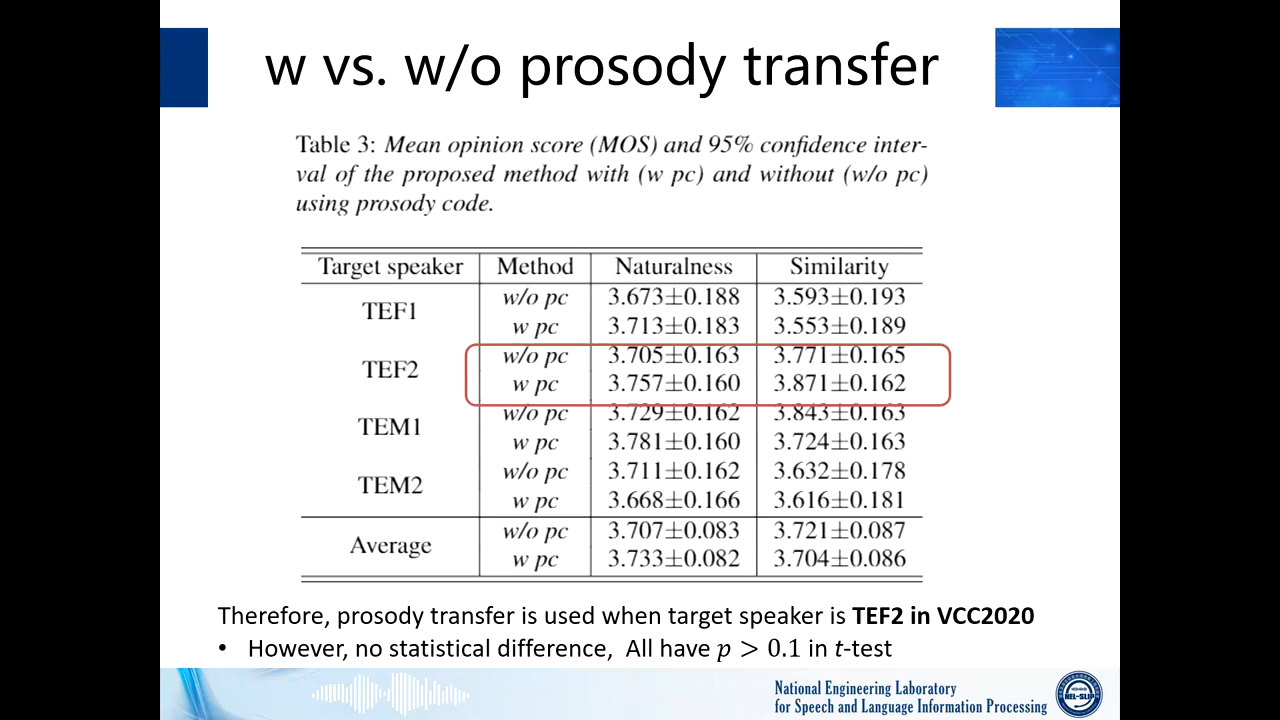 w vs. w/o prosody transfer
Table 3: Mean opinion score (MOS) and 95% confidence inter-
val of the proposed method with (w pc) and without (w/o pc)
using prosody code.
Target speaker Method Naturalness Similarity
TEF1 w/o pc 3.673±0.188 3.593±0.193
w pc 3.713±0.183 3.553±0.189
TEF2 w/o pc 3.705±0.163 3.771±0.165
w pc 3.757±0.160 3.871±0.162
TEM1 w/o pc 3.729±0.162 3.843±0.163
w pc 3.781±0.160 3.724±0.163
TEM2 w/o pc 3.711±0.162 3.632±0.178
w pc 3.668±0.166 3.616±0.181
Average w/o pc 3.707±0.083 3.721±0.087
w pc 3.733±0.082 3.704±0.086
Therefore, prosody transfer is used when target speaker is TEF2 in VCC2020
• However, no statistical difference, All have p > 0.1 in t-test
National Engineering Laboratory
for Speech and Language Information Processing
NEL-SLIP